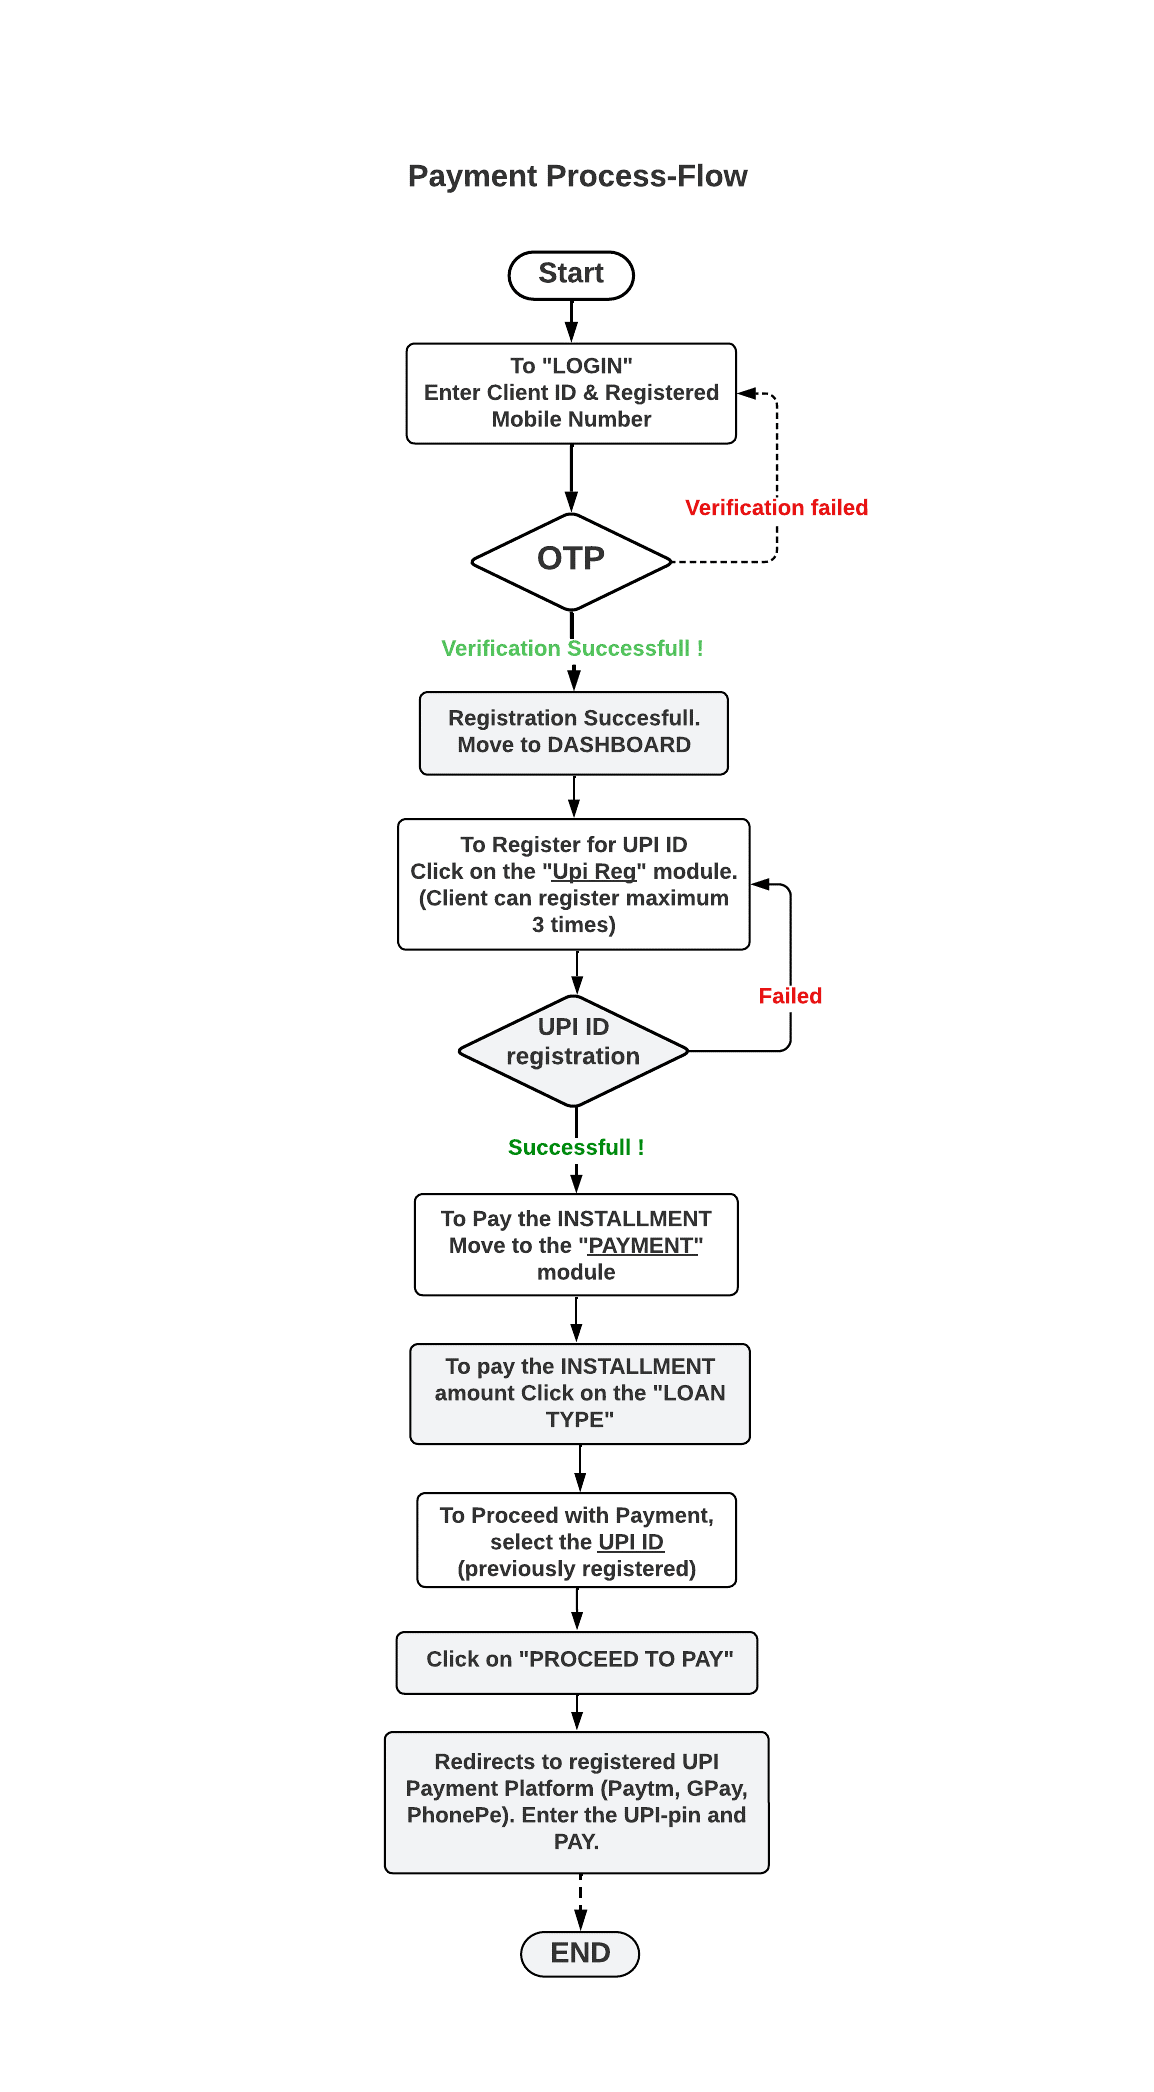 Payment Process-Flow
Start
To "LOGIN"
Enter Client ID & Registered
Mobile Number
Verification failed
OTP
Verification Successfull !
Registration Succesfull.
Move to DASHBOARD
To Register for UPI ID
Click on the "Upi Reg" module.
(Client can register maximum
3 times)
Failed
UPI ID
registration
Successfull !
To Pay the INSTALLMENT
Move to the "PAYMENT"
module
To pay the INSTALLMENT
amount Click on the "LOAN
TYPE"
To Proceed with Payment,
select the UPI ID
(previously registered)
Click on "PROCEED TO PAY"
Redirects to registered UPI
Payment Platform (Paytm, GPay,
PhonePe). Enter the UPI-pin and
PAY.
END